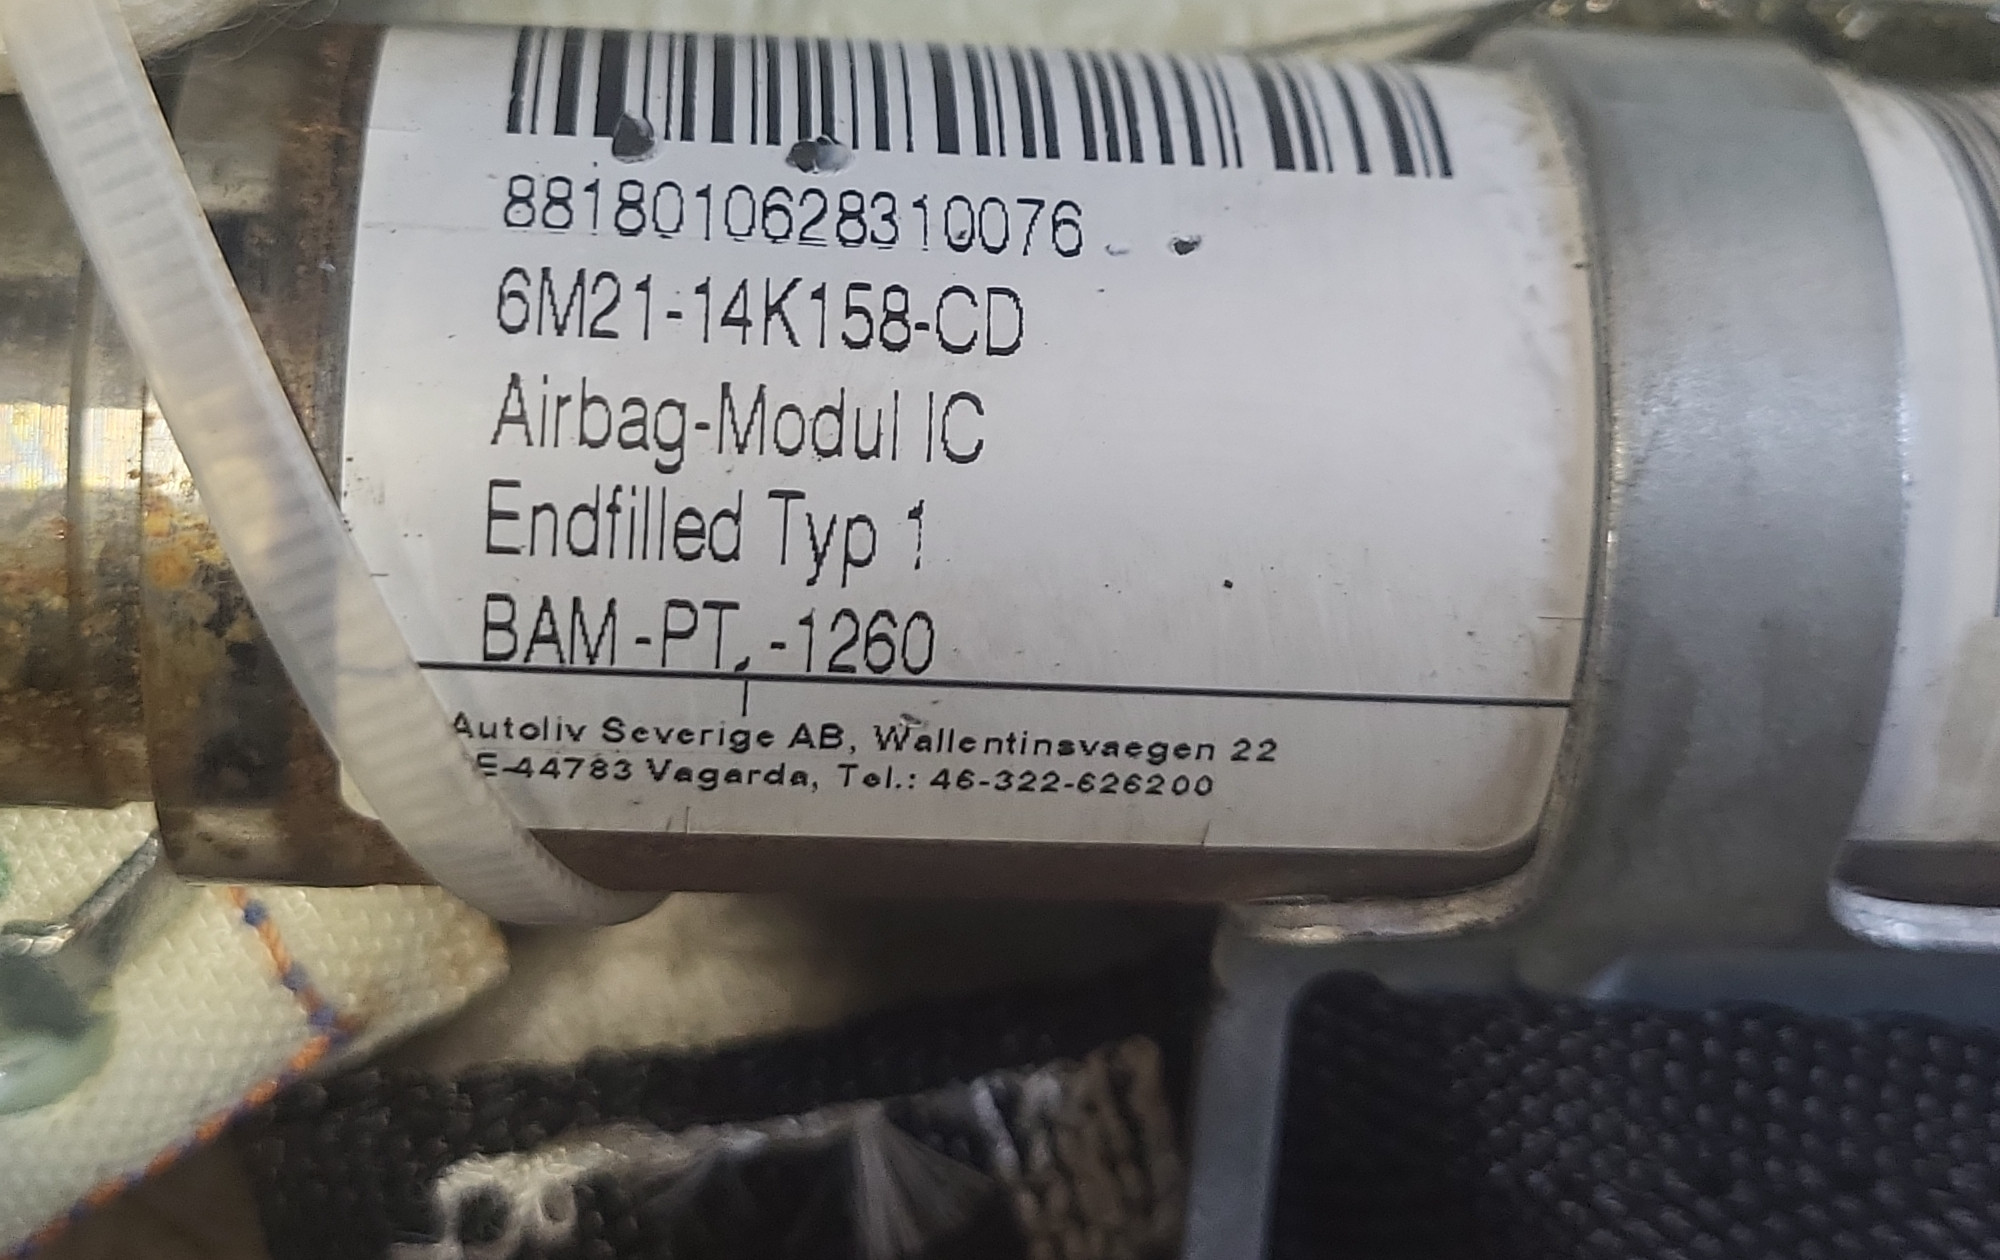 8818010628310076
6M21-14K158-CD
Airbag-Modul IC
Endfilled Typ 1
BAM-PT. -1260
Autoliv Severige AB, Wallentinsvaegen 22
E-44783 Vagarda, Tel.: 46-322-626200